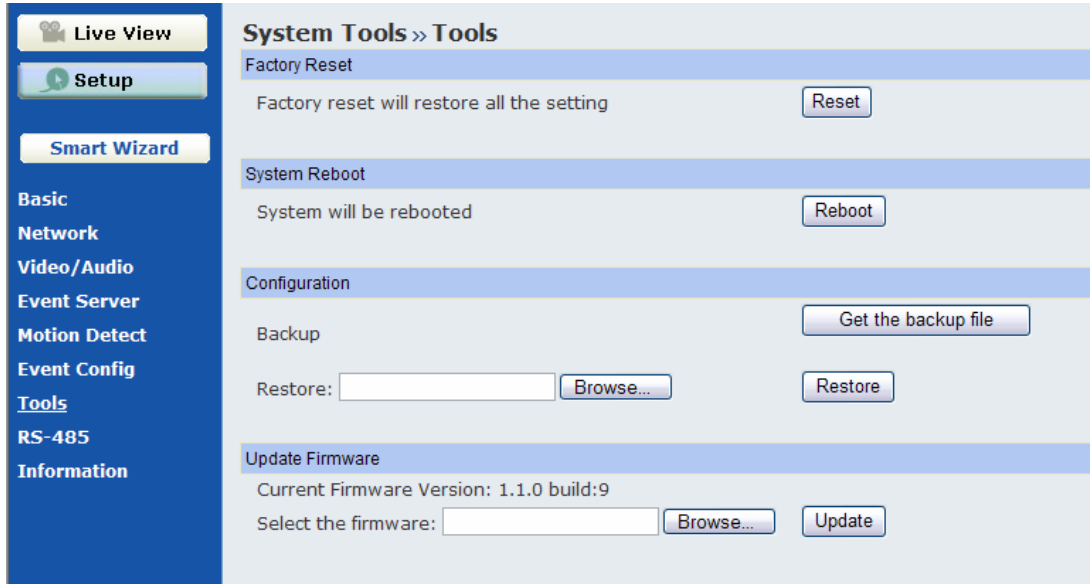 Live View
Setup
Smart Wizard
Basic
Network
Video/Audio
Event Server
Motion Detect
Event Config
Tools
RS-485
Information
System Tools » Tools
Factory Reset
Factory reset will restore all the setting Reset
System Reboot
System will be rebooted Reboot
Configuration
Backup Get the backup file
Restore: Browse... Restore
Update Firmware
Current Firmware Version: 1.1.0 build:9
Select the firmware: Browse... Update